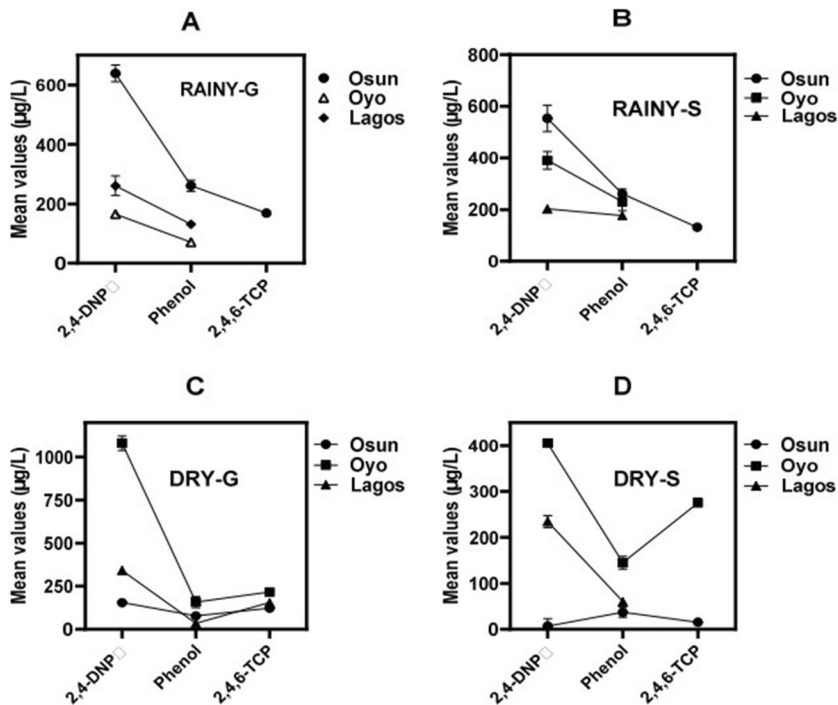 A
Mean values (µg/L)
600
400
200
0
RAINY-G
Osun
Oyo
Lagos
2,4-DNP□
Phenol
2,4,6-TCP
B
Mean values (µg/L)
800
600
400
200
0
RAINY-S
Osun
Oyo
Lagos
2,4-DNP□
Phenol
2,4,6-TCP
C
Mean values (µg/L)
1000
750
500
250
0
DRY-G
Osun
Oyo
Lagos
2,4-DNP□
Phenol
2,4,6-TCP
D
Mean values (µg/L)
400
300
200
100
0
DRY-S
Osun
Oyo
Lagos
2,4-DNP□
Phenol
2,4,6-TCP